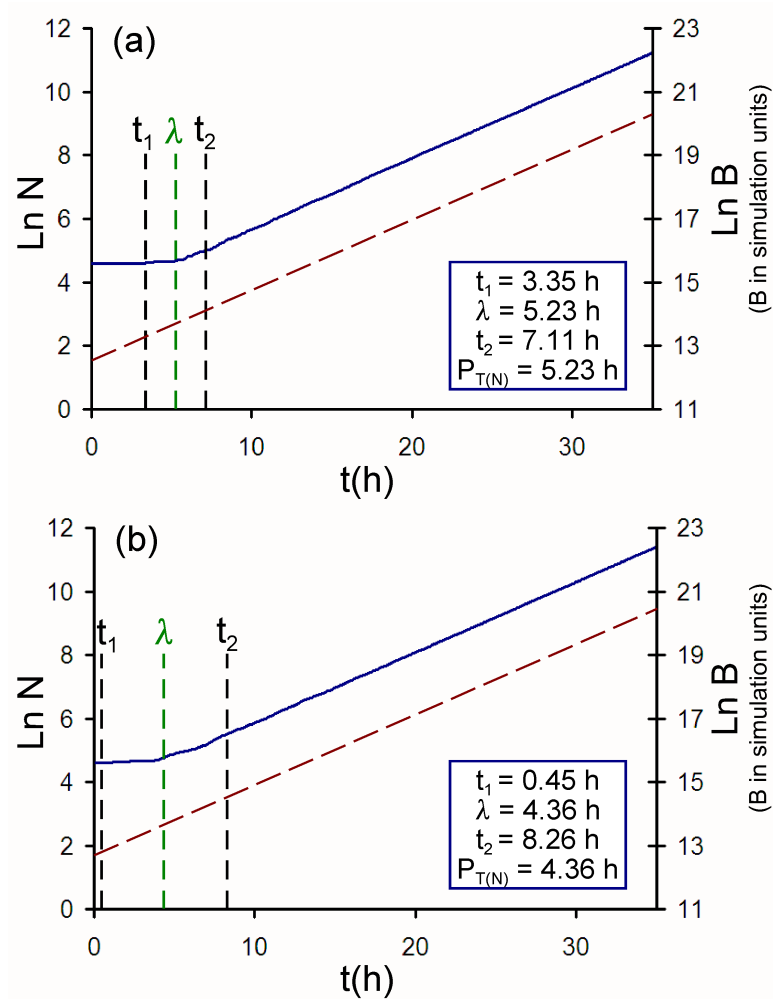 (a)
12
10
8
6
4
2
0
Ln N
t1 λ t2
23
21
19
17
15
13
11
Ln B
(B in simulation units)
t1 = 3.35 h
λ = 5.23 h
t2 = 7.11 h
PT(N) = 5.23 h
0 10 20 30
t(h)
(b)
12
10
8
6
4
2
0
Ln N
t1 λ t2
23
21
19
17
15
13
11
Ln B
(B in simulation units)
t1 = 0.45 h
λ = 4.36 h
t2 = 8.26 h
PT(N) = 4.36 h
0 10 20 30
t(h)